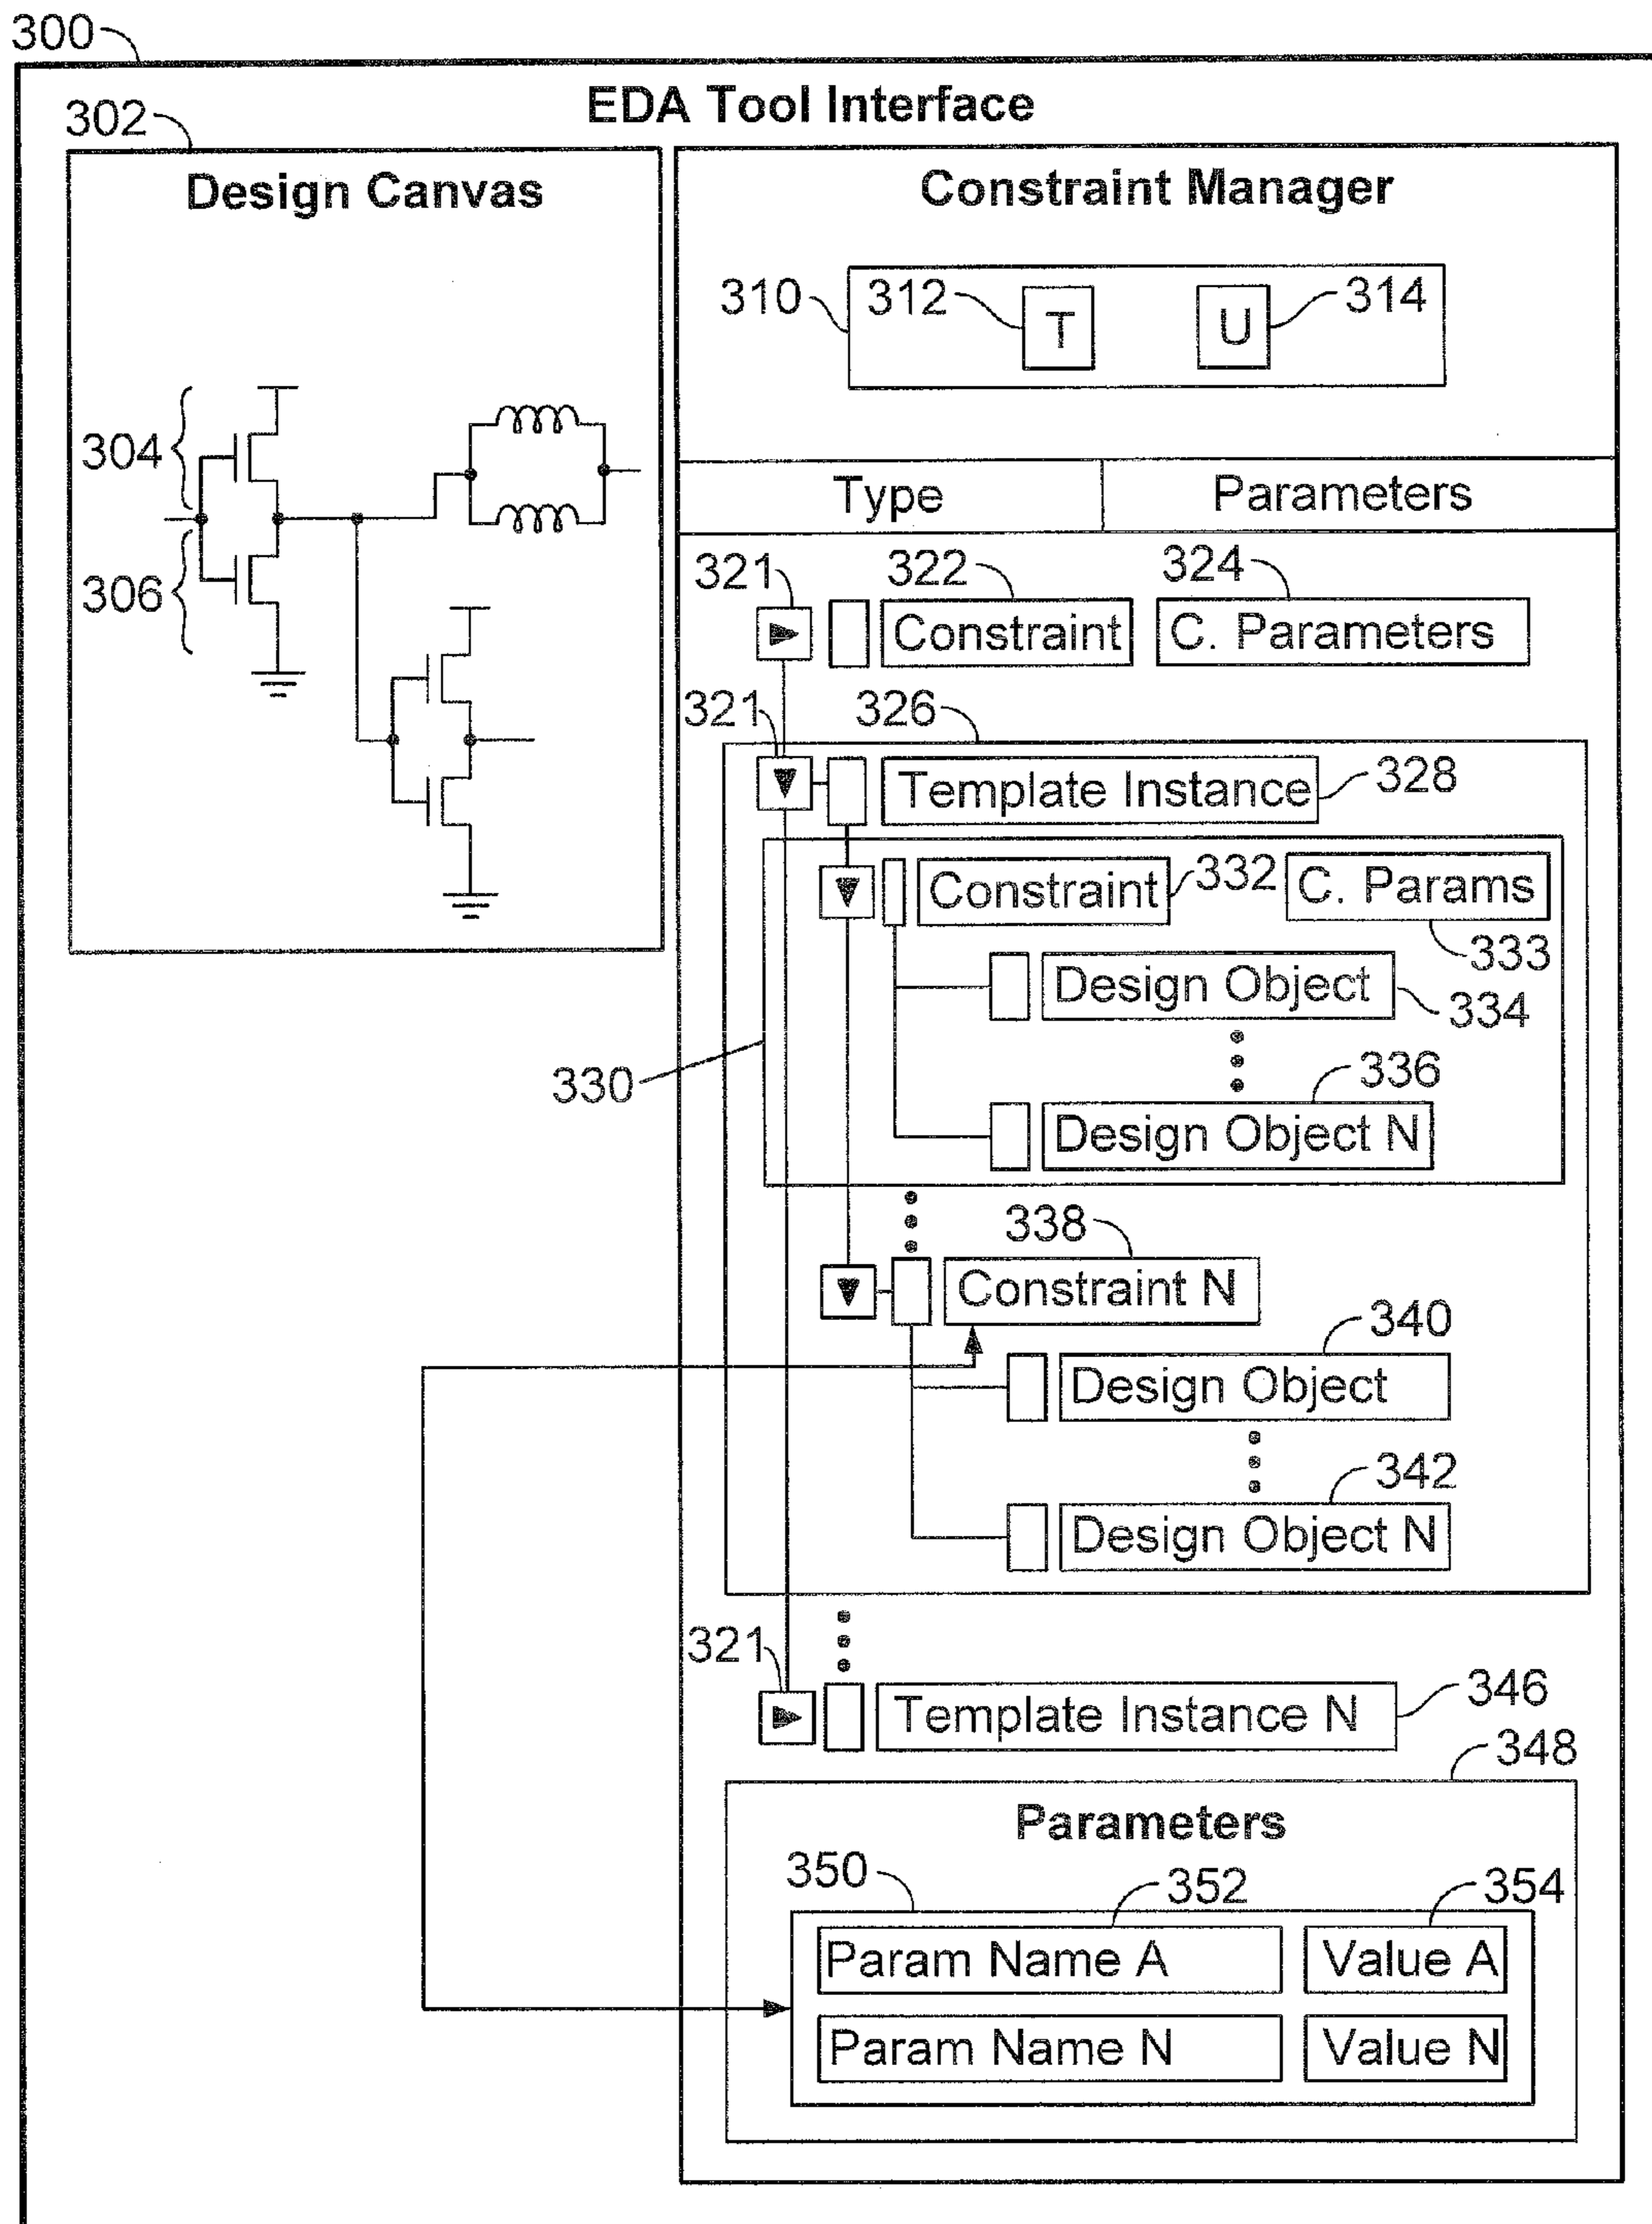 300
EDA Tool Interface
302
Design Canvas
304
306
Constraint Manager
310
312
T
U
314
Type
Parameters
321
322
324
Constraint
C. Parameters
321
326
Template Instance
328
Constraint
332
C. Params
333
Design Object
334
330
336
Design Object N
338
Constraint N
340
Design Object
342
Design Object N
321
Template Instance N
346
348
Parameters
350
352
354
Param Name A
Value A
Param Name N
Value N